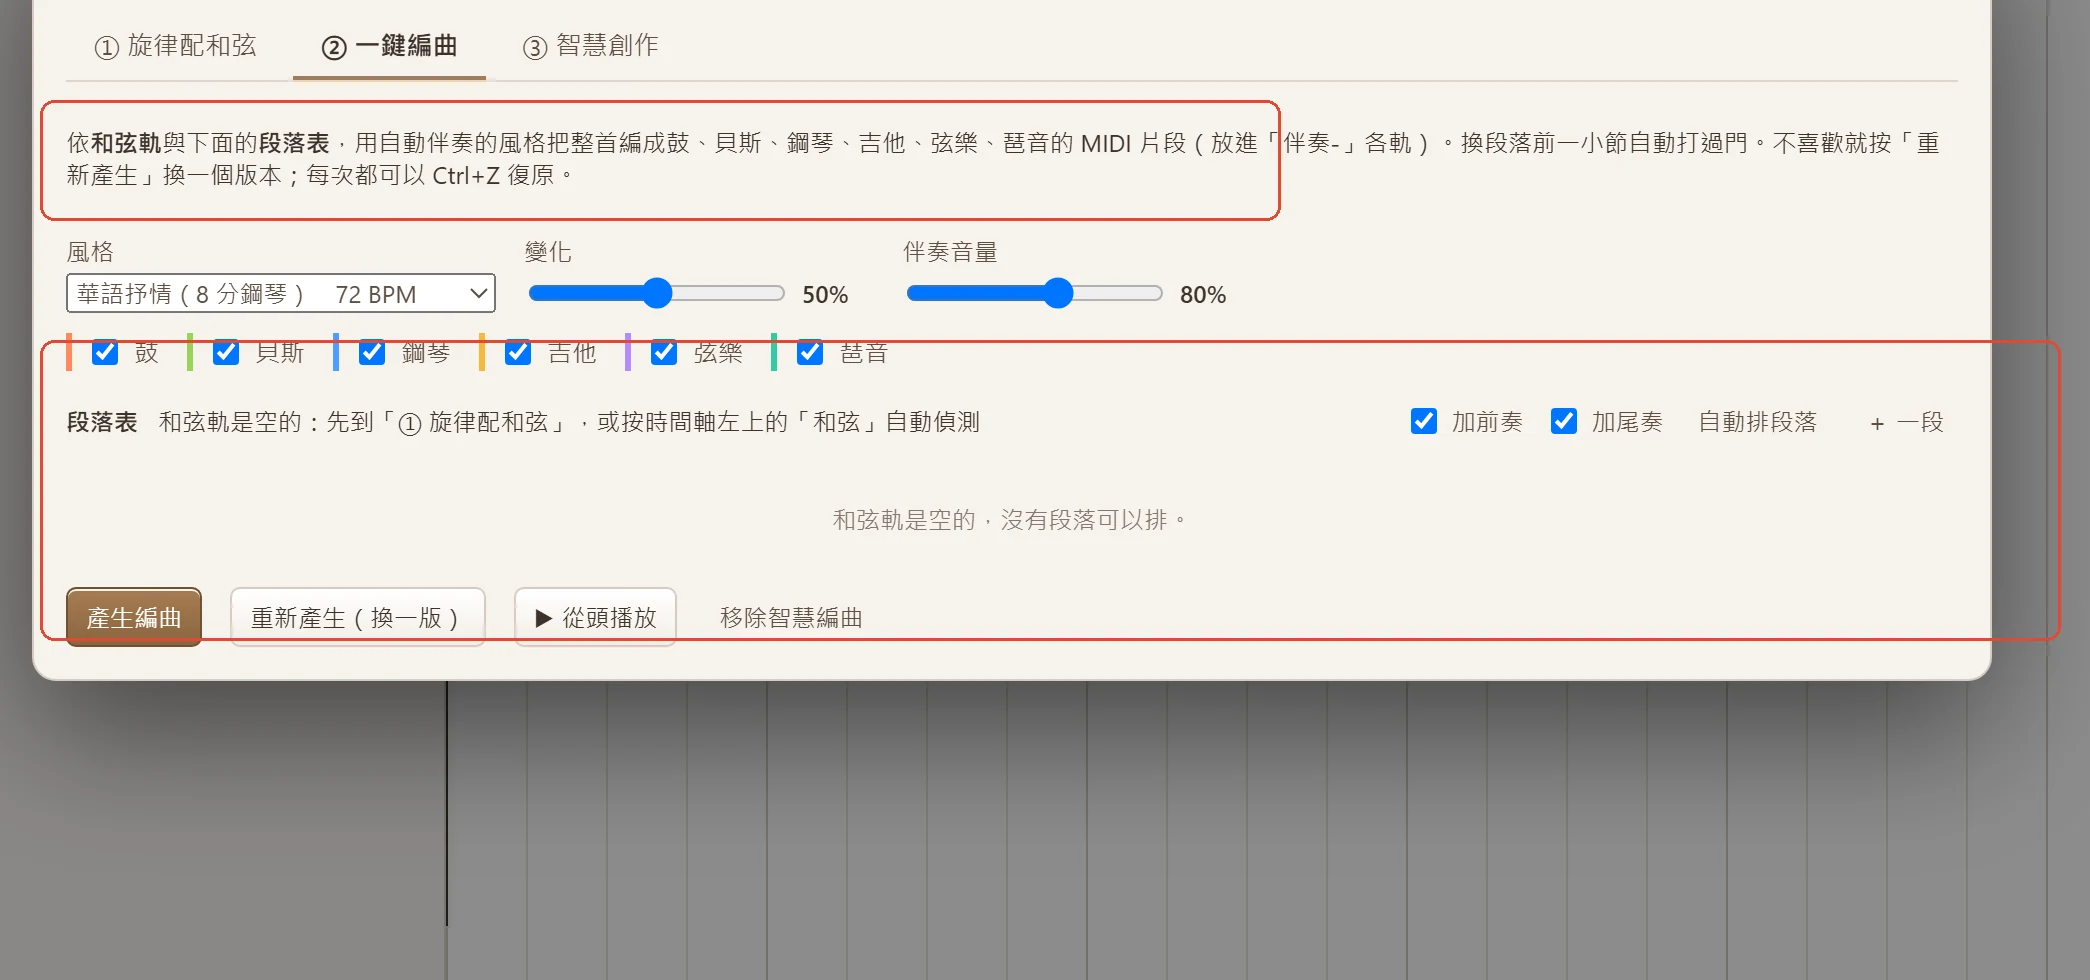 ① 旋律配和弦 ② 一鍵編曲 ③ 智慧創作
依和弦軌與下面的段落表，用自動伴奏的風格把整首編成鼓、貝斯、鋼琴、吉他、弦樂、琶音的 MIDI 片段（放進「伴奏-」各軌）。換段落前一小節自動打過門。不喜歡就按「重
新產生」換一個版本；每次都可以 Ctrl+Z 復原。
風格 變化 伴奏音量
華語抒情（8 分鋼琴） 72 BPM 50% 80%
鼓 貝斯 鋼琴 吉他 弦樂 琶音
段落表 和弦軌是空的：先到「① 旋律配和弦」，或按時間軸左上的「和弦」自動偵測 加前奏 加尾奏 自動排段落 + 一段
和弦軌是空的，沒有段落可以排。
產生編曲 重新產生（換一版） ▶ 從頭播放 移除智慧編曲